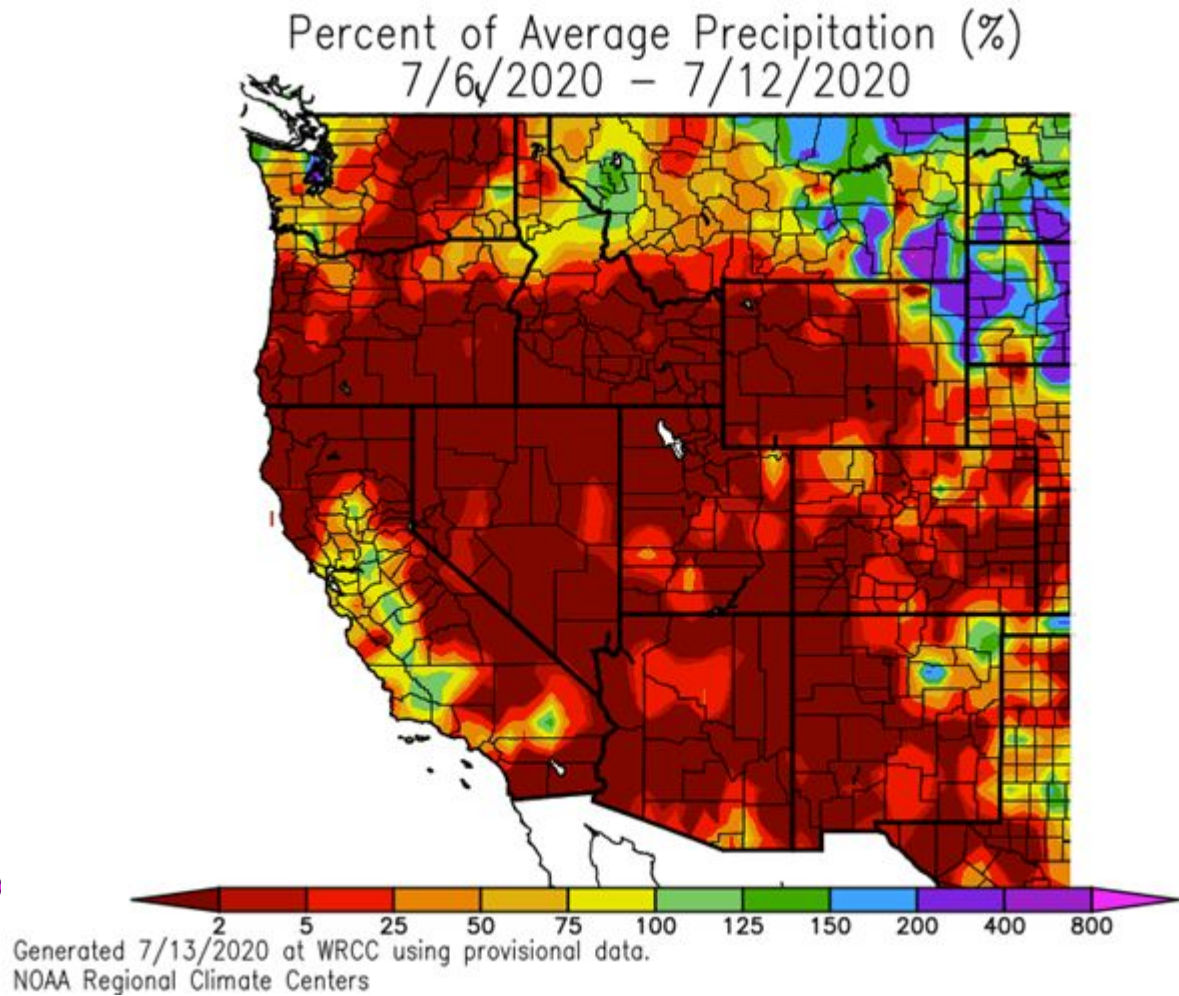 Percent of Average Precipitation (%)
7/6/2020 – 7/12/2020
2 5 25 50 75 100 125 150 200 400 800
Generated 7/13/2020 at WRCC using provisional data.
NOAA Regional Climate Centers